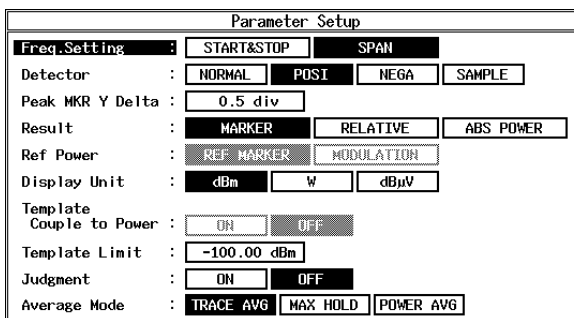 Parameter Setup
Freq.Setting : START&STOP SPAN
Detector : NORMAL POSI NEGA SAMPLE
Peak MKR Y Delta : 0.5 div
Result : MARKER RELATIVE ABS POWER
Ref Power : REF MARKER MODULATION
Display Unit : dBm W dBµV
Template
Couple to Power : ON OFF
Template Limit : -100.00 dBm
Judgment : ON OFF
Average Mode : TRACE AVG MAX HOLD POWER AVG